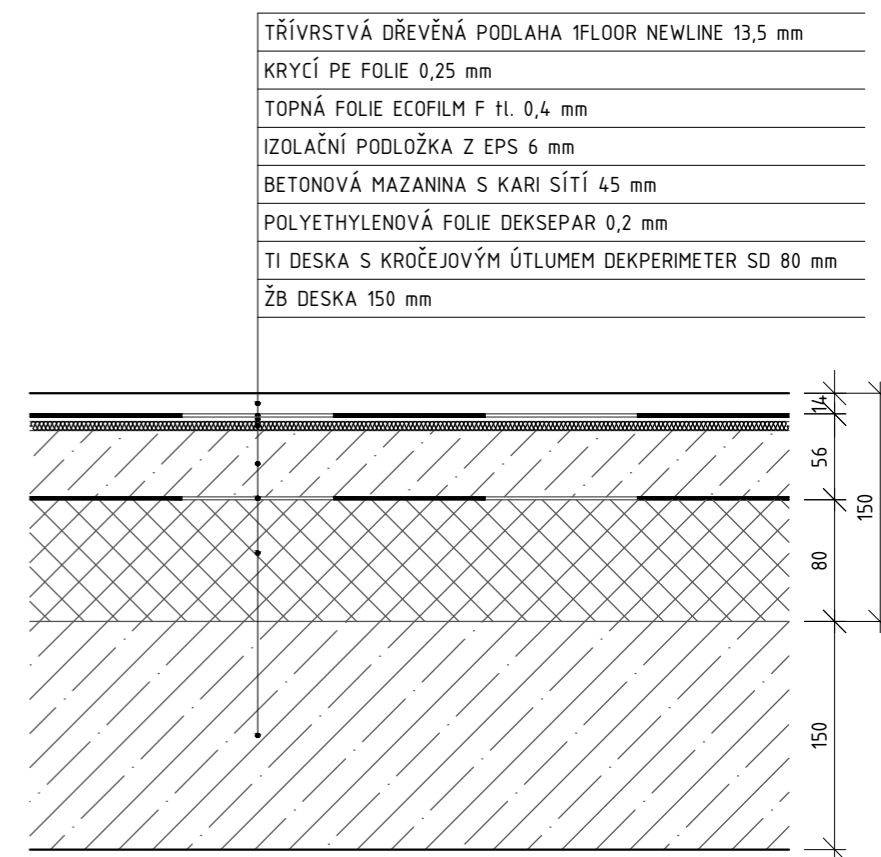 TŘÍVRSTVÁ DŘEVĚNÁ PODLAHA 1FLOOR NEWLINE 13,5 mm
KRYCÍ PE FOLIE 0,25 mm
TOPNÁ FOLIE ECOFILM F tl. 0,4 mm
IZOLAČNÍ PODLOŽKA Z EPS 6 mm
BETONOVÁ MAZANINA S KARI SÍTÍ 45 mm
POLYETHYLENOVÁ FOLIE DEKSEPAR 0,2 mm
TI DESKA S KROČEJOVÝM ÚTLUMEM DEKPERIMETER SD 80 mm
ŽB DESKA 150 mm
14
56
150
80
150